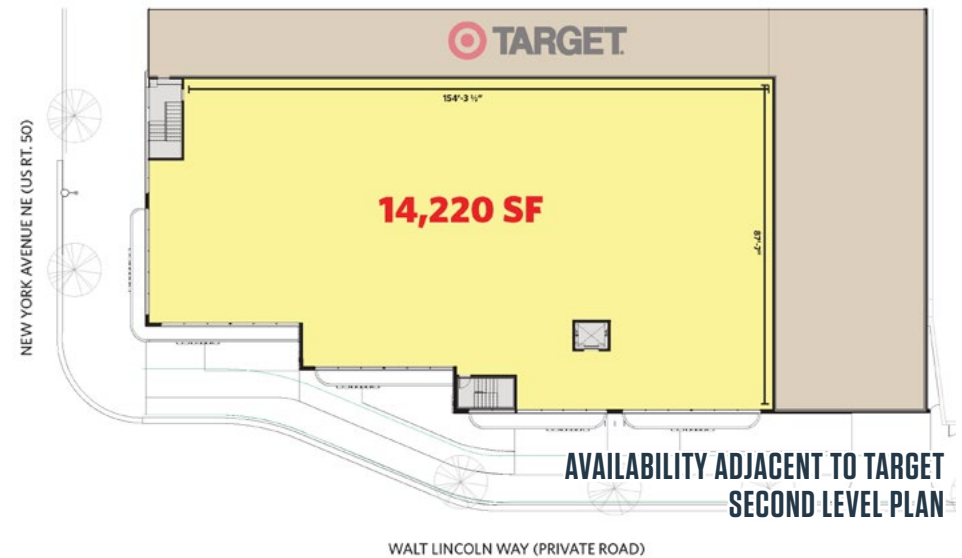 TARGET
154'-3 ½"
14,220 SF
87'-7"
NEW YORK AVENUE NE (US RT. 50)
AVAILABILITY ADJACENT TO TARGET
SECOND LEVEL PLAN
WALT LINCOLN WAY (PRIVATE ROAD)